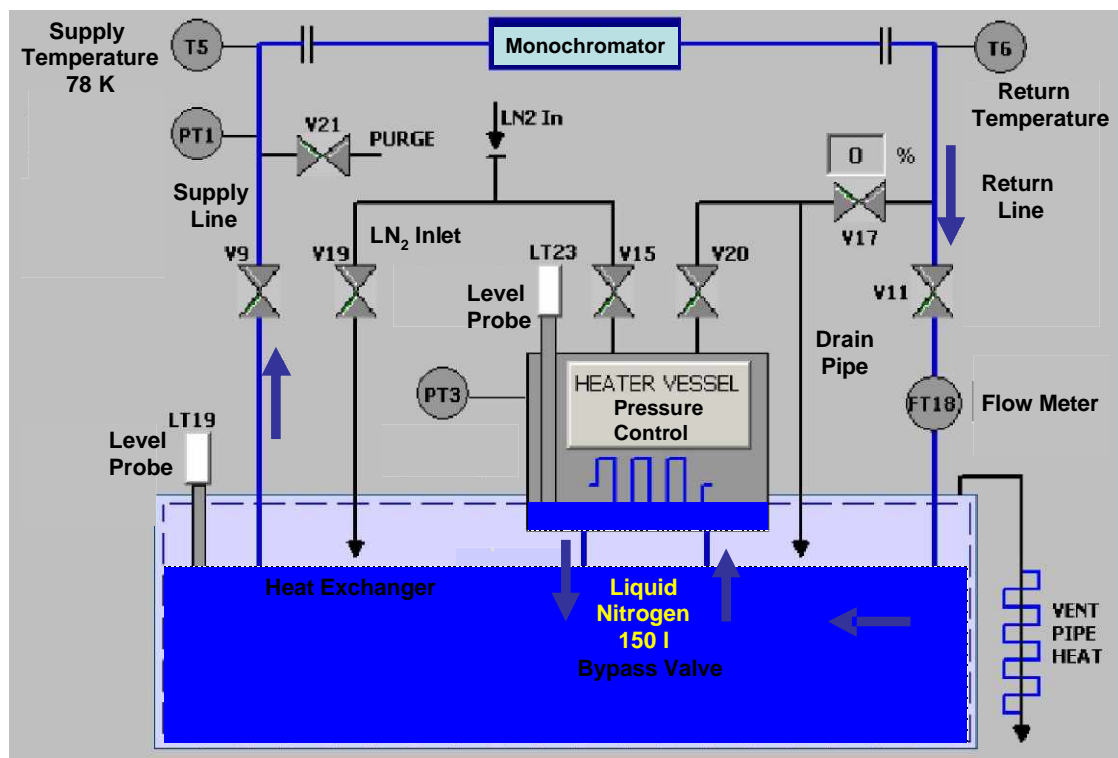 Supply
Temperature
78 K
T5
Monochromator
T6
Return
Temperature
PT1
V21
PURGE
LN2 In
0 %
Supply
Line
Return
Line
V17
LN2 Inlet
V9
V19
LT23
V15
V20
V11
Level
Probe
Drain
Pipe
PT3
HEATER VESSEL
Pressure
Control
FT18
Flow Meter
LT19
Level
Probe
Heat Exchanger
Liquid
Nitrogen
150 l
Bypass Valve
VENT
PIPE
HEAT